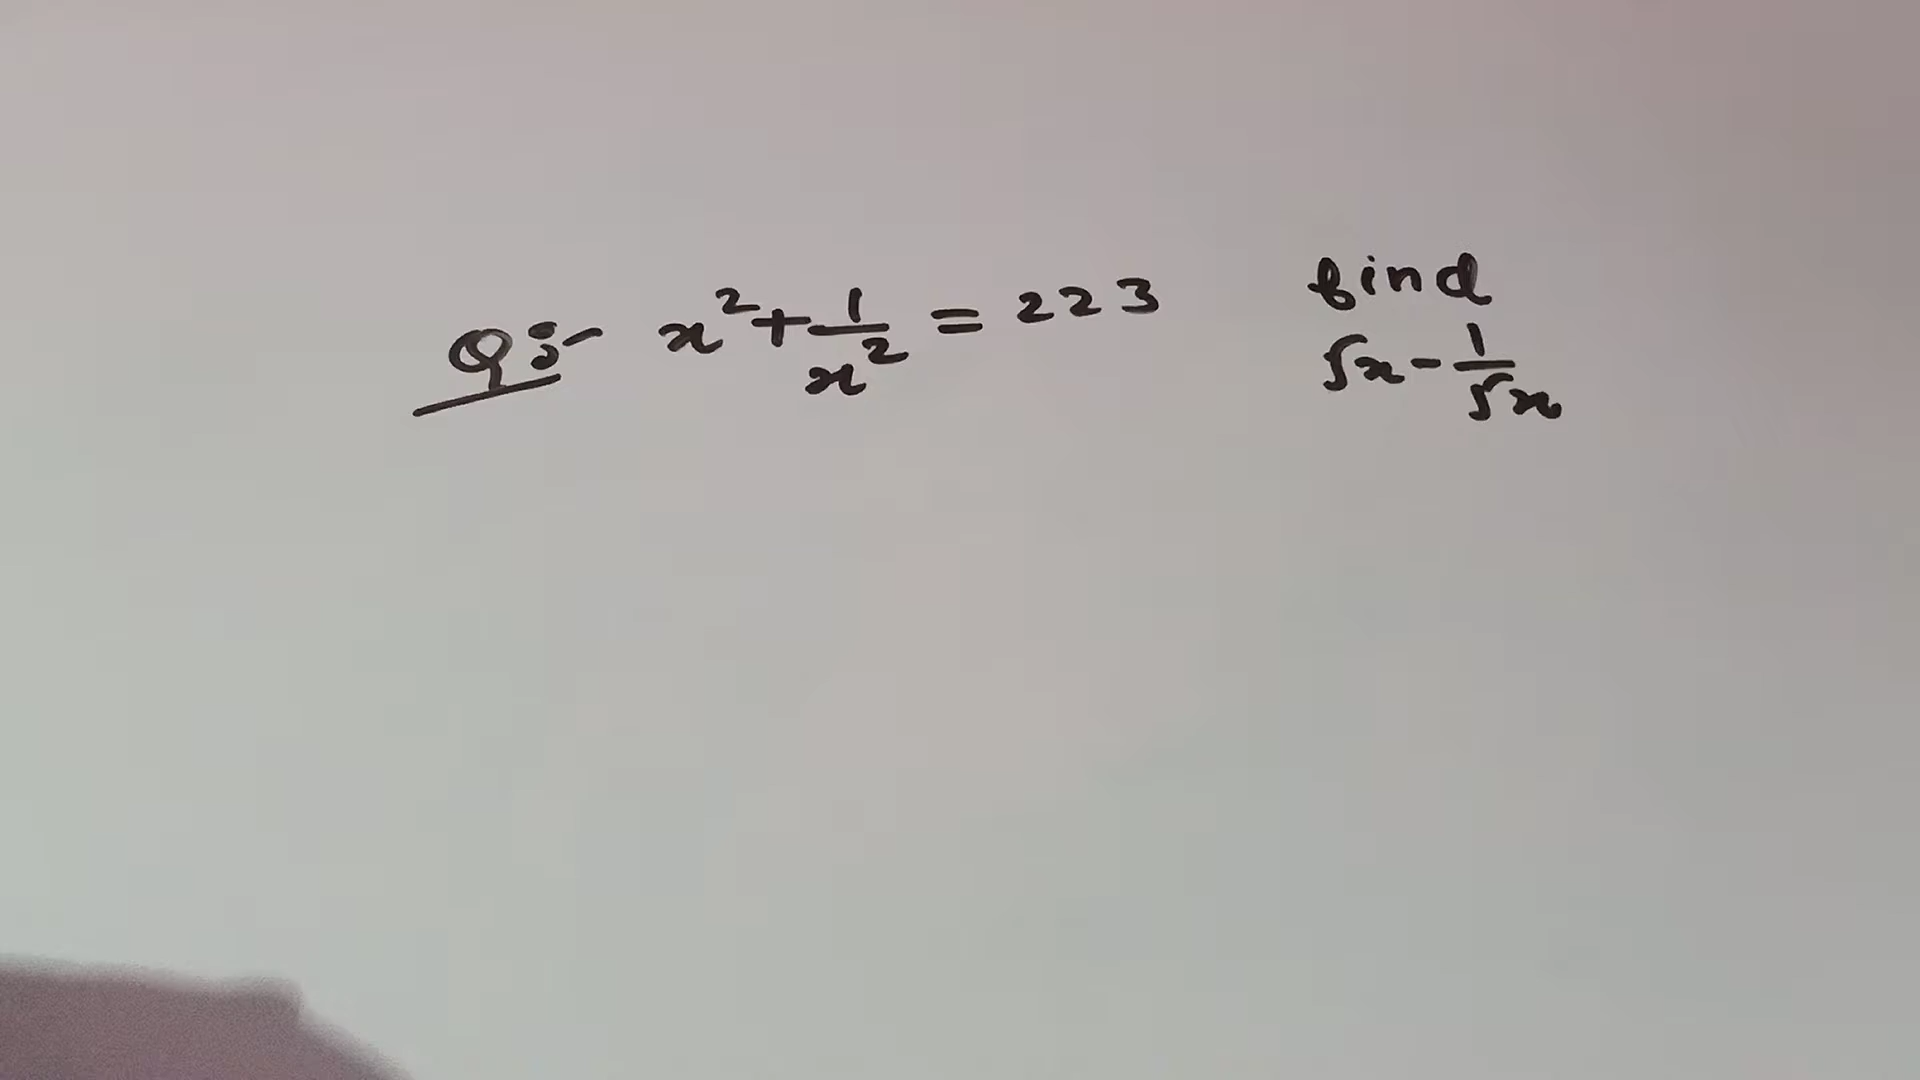 Q:- x² + 1/x² = 223
find
√x - 1/√x